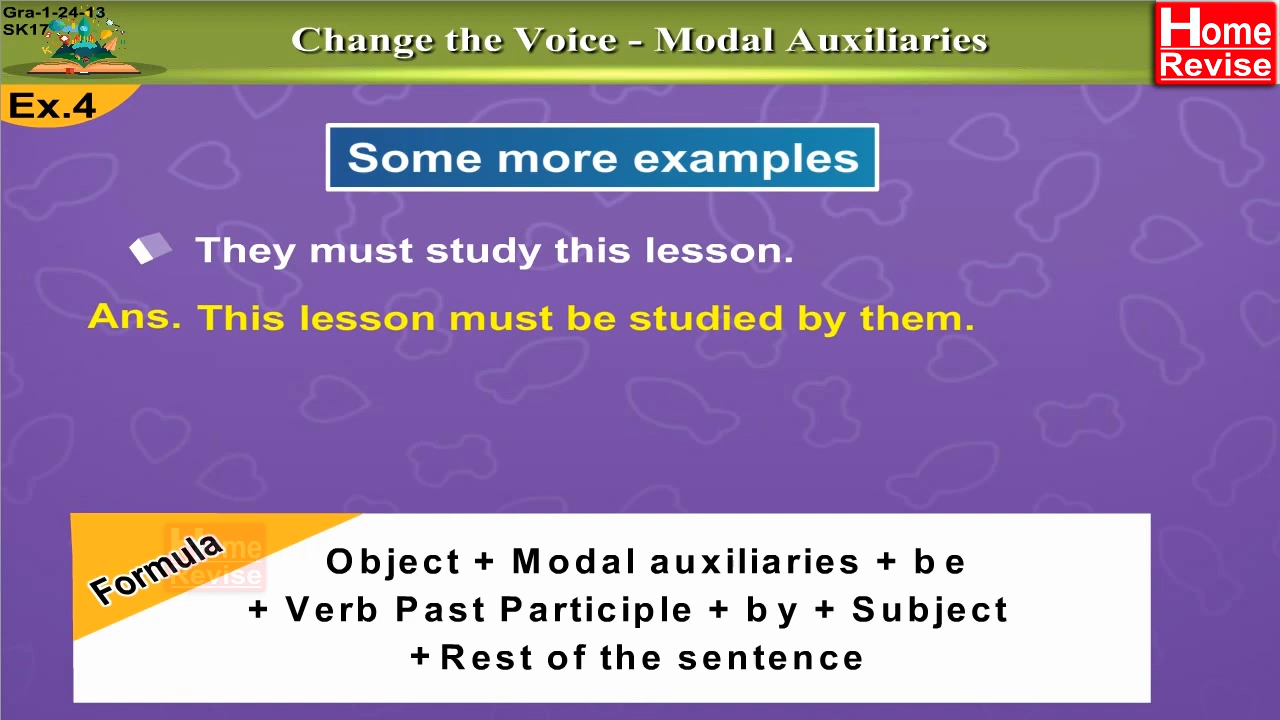 Gra-1-24-13
SK17
Change the Voice - Modal Auxiliaries
Home
Revise
Ex.4
Some more examples
They must study this lesson.
Ans. This lesson must be studied by them.
Formula
Home
Revise
Object + Modal auxiliaries + be
+ Verb Past Participle + by + Subject
+ Rest of the sentence